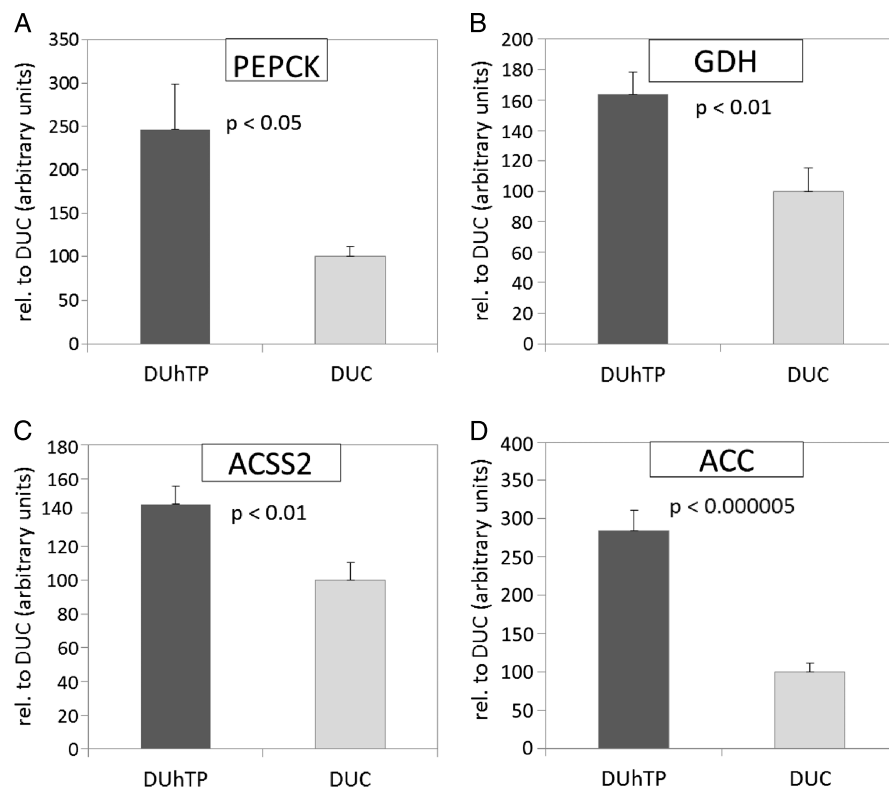 A
PEPCK
p < 0.05
rel. to DUC (arbitrary units)
350
300
250
200
150
100
50
0
DUhTP
DUC
B
GDH
p < 0.01
rel. to DUC (arbitrary units)
200
180
160
140
120
100
80
60
40
20
0
DUhTP
DUC
C
ACSS2
p < 0.01
rel. to DUC (arbitrary units)
180
160
140
120
100
80
60
40
20
0
DUhTP
DUC
D
ACC
p < 0.000005
rel. to DUC (arbitrary units)
400
350
300
250
200
150
100
50
0
DUhTP
DUC